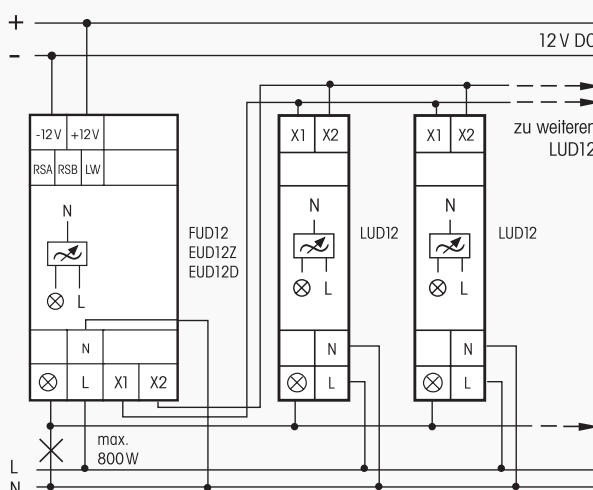 +
12 V DC
-
-12V +12V
X1 X2
X1 X2
zu weiteren
LUD12
RSA RSB LW
N
N
N
FUD12
EUD12Z
EUD12D
LUD12
LUD12
L
L
L
N
N
N
L X1 X2
L
L
max.
800W
L
N